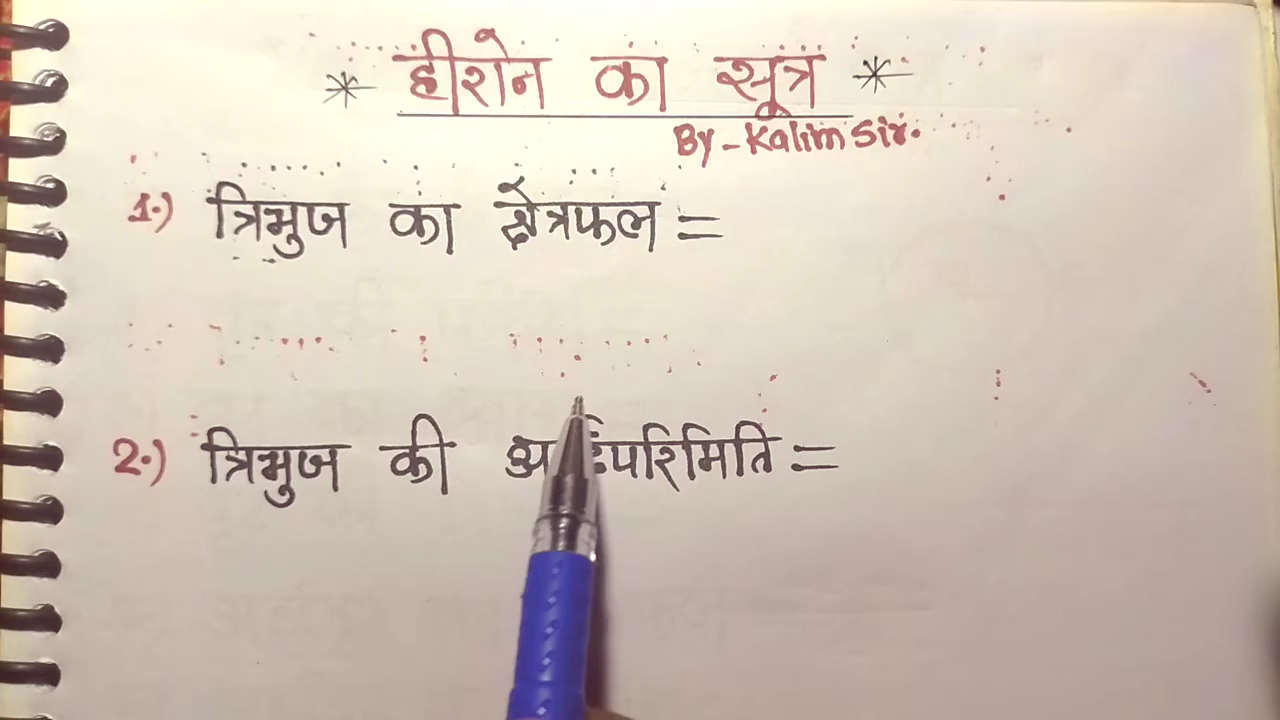 * हीरोन का सूत्र *
By - Kalim Sir.
1.) त्रिभुज का क्षेत्रफल =
2.) त्रिभुज की =